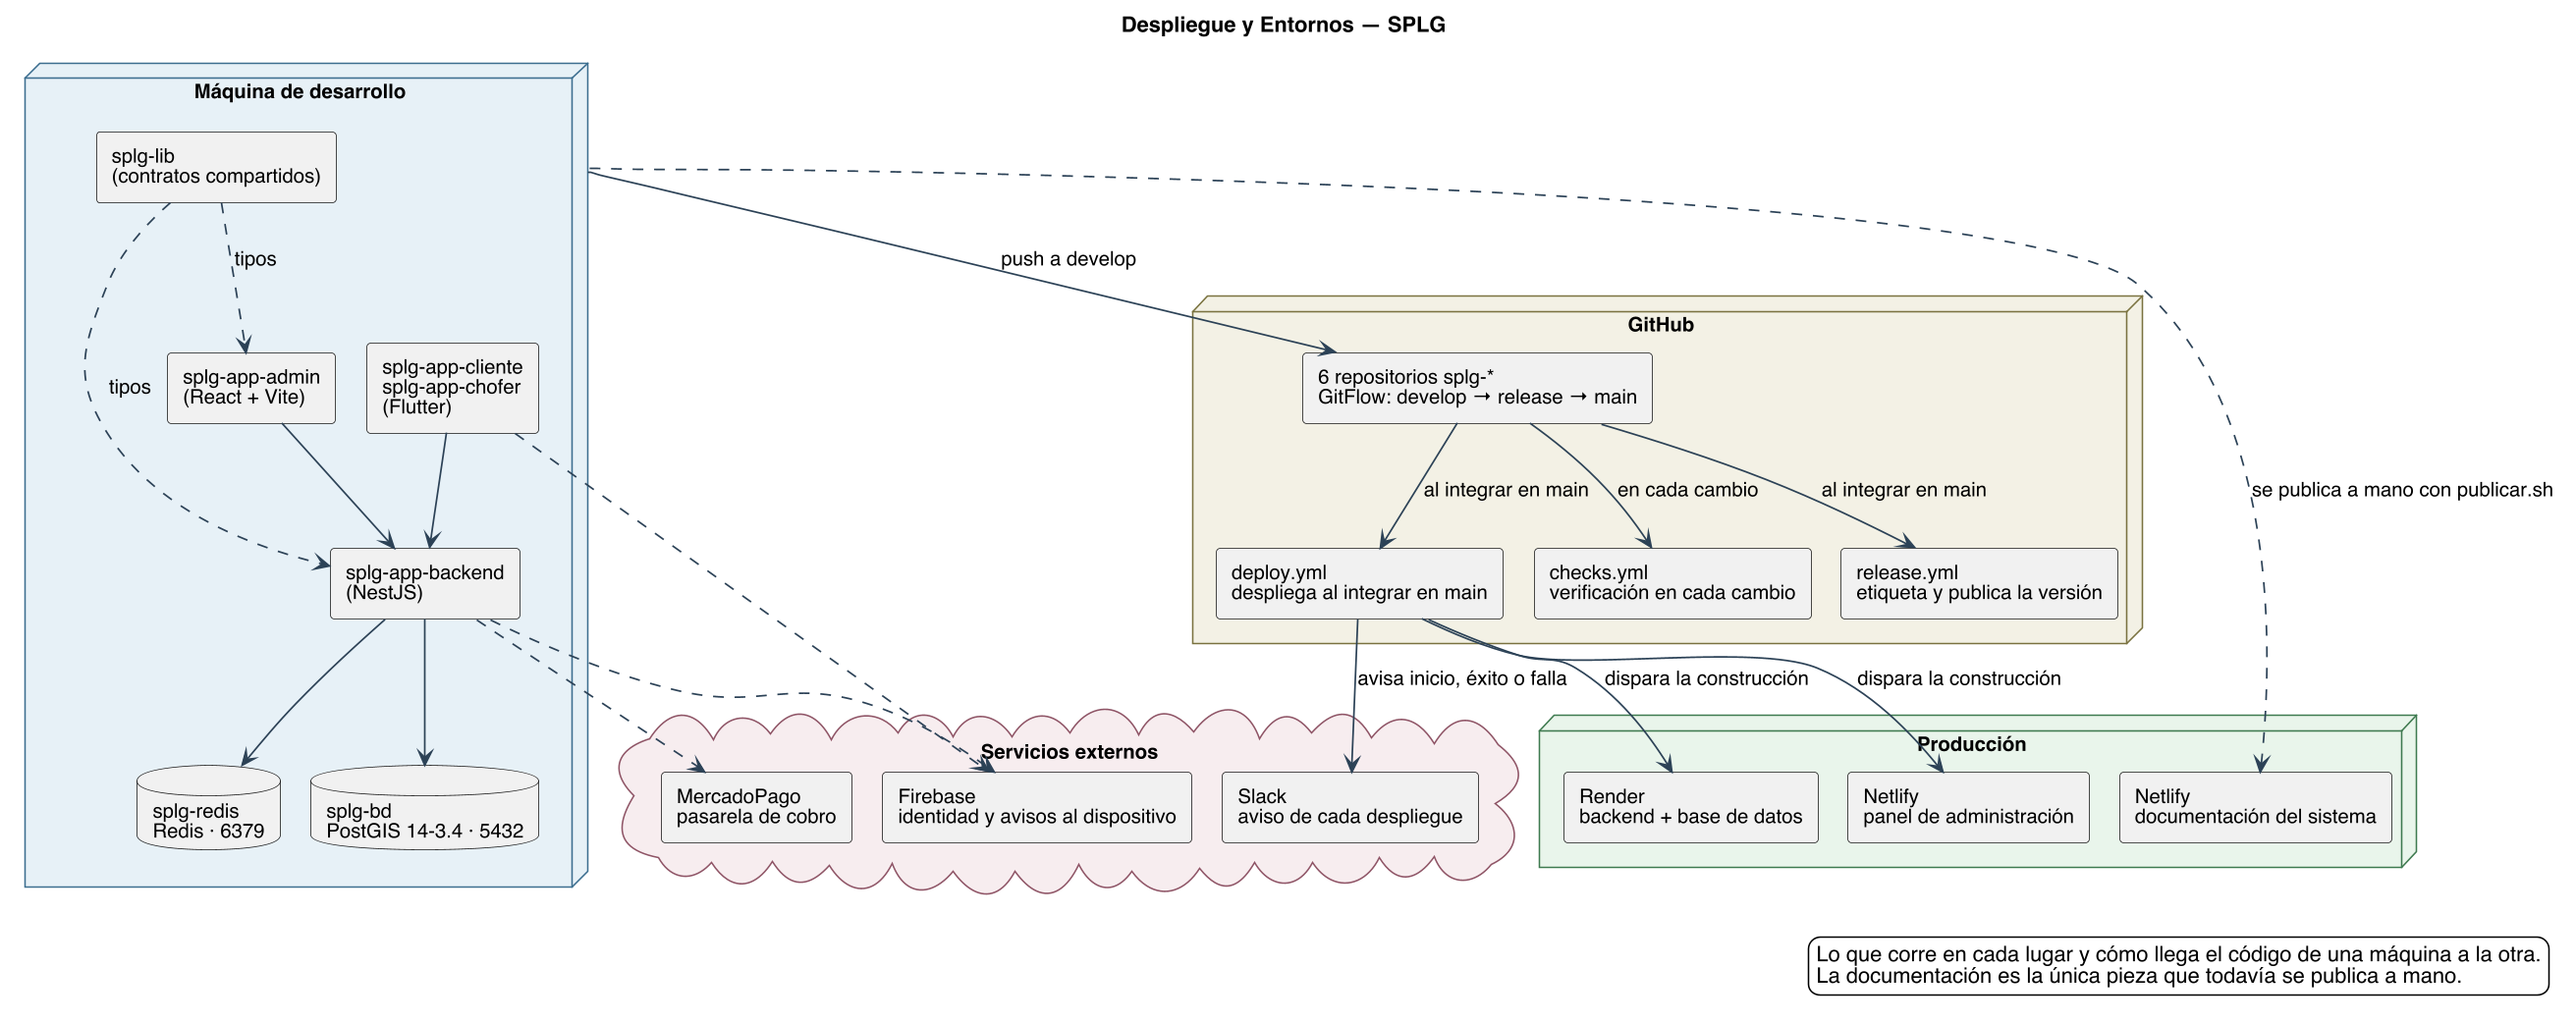 Despliegue y Entornos — SPLG
Máquina de desarrollo
splg-lib
(contratos compartidos)
tipos
tipos
splg-app-admin
(React + Vite)
splg-app-cliente
splg-app-chofer
(Flutter)
splg-app-backend
(NestJS)
splg-redis
Redis · 6379
splg-bd
PostGIS 14-3.4 · 5432
push a develop
GitHub
6 repositorios splg-*
GitFlow: develop → release → main
al integrar en main
en cada cambio
al integrar en main
deploy.yml
despliega al integrar en main
checks.yml
verificación en cada cambio
release.yml
etiqueta y publica la versión
se publica a mano con publicar.sh
avisa inicio, éxito o falla
dispara la construcción
dispara la construcción
Servicios externos
MercadoPago
pasarela de cobro
Firebase
identidad y avisos al dispositivo
Slack
aviso de cada despliegue
Producción
Render
backend + base de datos
Netlify
panel de administración
Netlify
documentación del sistema
Lo que corre en cada lugar y cómo llega el código de una máquina a la otra.
La documentación es la única pieza que todavía se publica a mano.